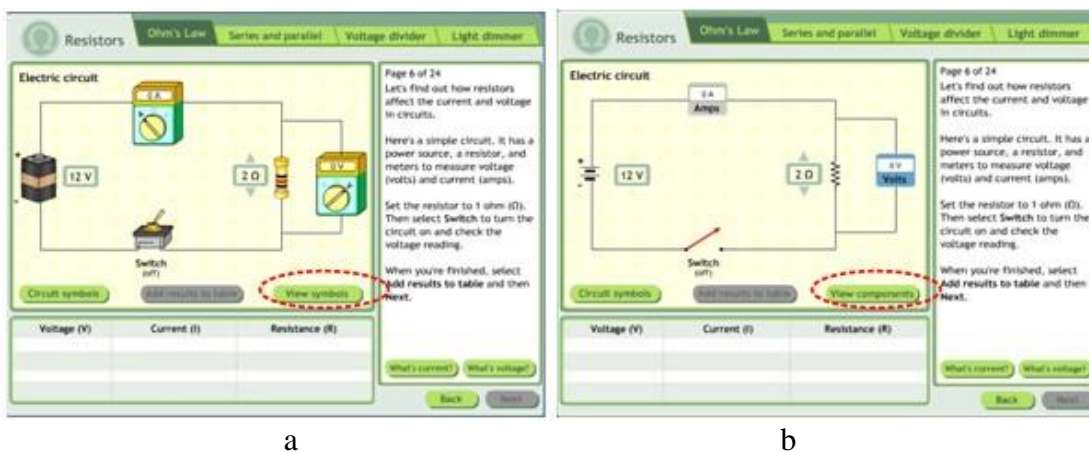 Resistors
Ohm's Law
Series and parallel
Voltage divider
Light dimmer
Electric circuit
0 A
12 V
2 Ω
0 V
Switch
(off)
Circuit symbols
Add results to table
View symbols
Voltage (V)
Current (I)
Resistance (R)
Page 6 of 24
Let's find out how resistors
affect the current and voltage
in circuits.
Here's a simple circuit. It has a
power source, a resistor, and
meters to measure voltage
(volts) and current (amps).
Set the resistor to 1 ohm (Ω).
Then select Switch to turn the
circuit on and check the
voltage reading.
When you're finished, select
Add results to table and then
Next.
What's current?
What's voltage?
Back
Next
a
Resistors
Ohm's Law
Series and parallel
Voltage divider
Light dimmer
Electric circuit
0 A
Amps
12 V
2 Ω
0 V
Volts
Switch
(off)
Circuit symbols
Add results to table
View components
Voltage (V)
Current (I)
Resistance (R)
Page 6 of 24
Let's find out how resistors
affect the current and voltage
in circuits.
Here's a simple circuit. It has a
power source, a resistor, and
meters to measure voltage
(volts) and current (amps).
Set the resistor to 1 ohm (Ω).
Then select Switch to turn the
circuit on and check the
voltage reading.
When you're finished, select
Add results to table and then
Next.
What's current?
What's voltage?
Back
Next
b